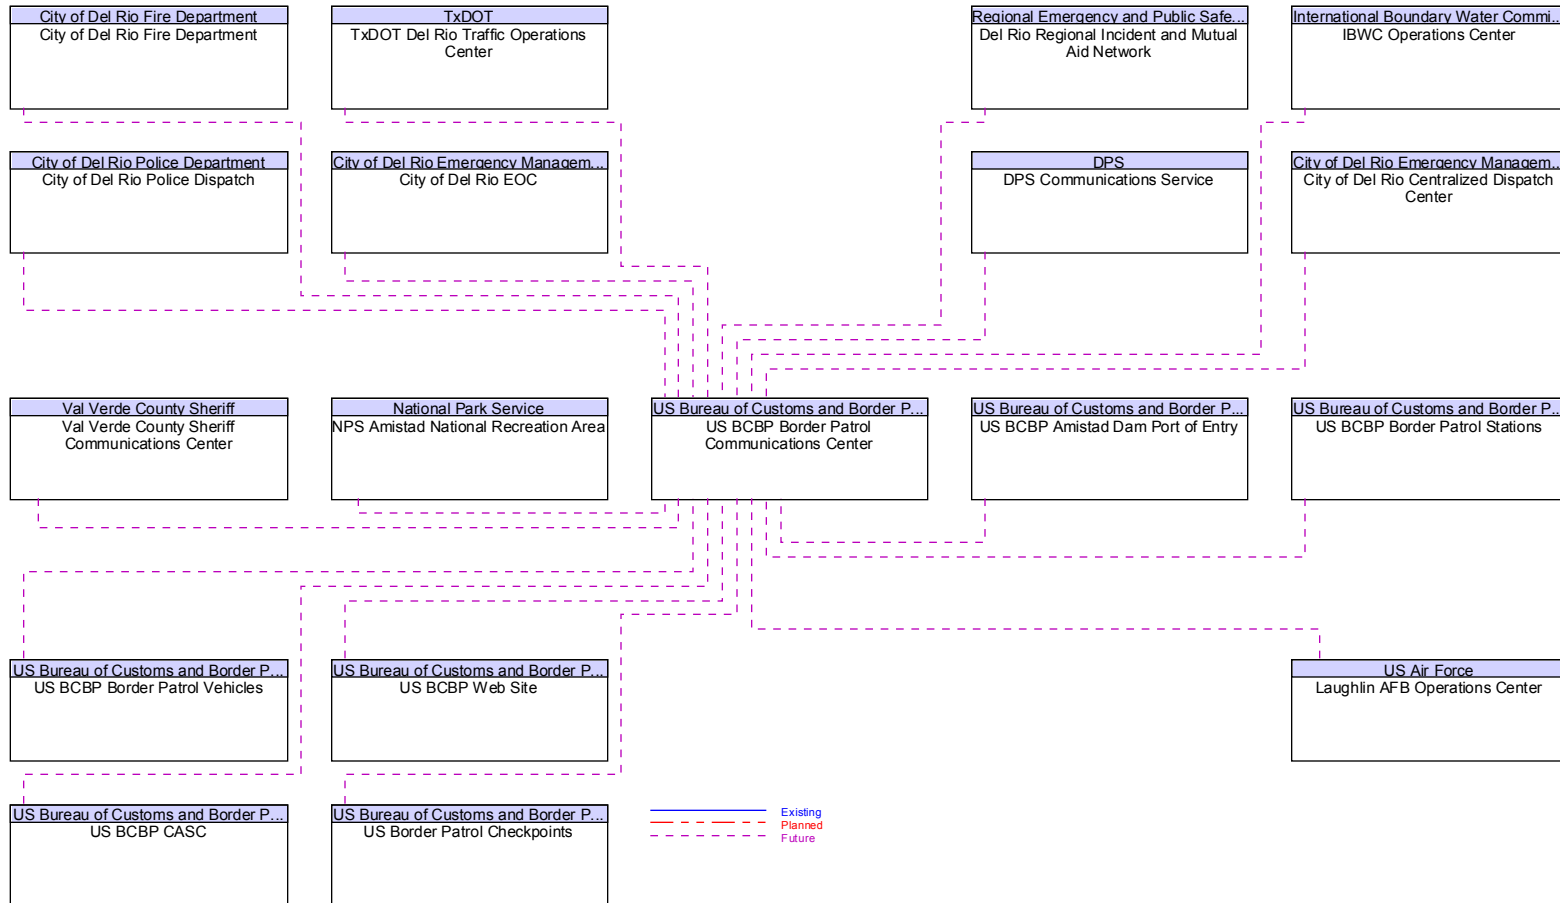 City of Del Rio Fire Department
City of Del Rio Fire Department
TxDOT
TxDOT Del Rio Traffic Operations
Center
Regional Emergency and Public Safe...
Del Rio Regional Incident and Mutual
Aid Network
International Boundary Water Commi...
IBWC Operations Center
City of Del Rio Police Department
City of Del Rio Police Dispatch
City of Del Rio Emergency Managem...
City of Del Rio EOC
DPS
DPS Communications Service
City of Del Rio Emergency Managem...
City of Del Rio Centralized Dispatch
Center
Val Verde County Sheriff
Val Verde County Sheriff
Communications Center
National Park Service
NPS Amistad National Recreation Area
US Bureau of Customs and Border P...
US BCBP Border Patrol
Communications Center
US Bureau of Customs and Border P...
US BCBP Amistad Dam Port of Entry
US Bureau of Customs and Border P...
US BCBP Border Patrol Stations
US Bureau of Customs and Border P...
US BCBP Border Patrol Vehicles
US Bureau of Customs and Border P...
US BCBP Web Site
US Air Force
Laughlin AFB Operations Center
US Bureau of Customs and Border P...
US BCBP CASC
US Bureau of Customs and Border P...
US Border Patrol Checkpoints
Existing
Planned
Future